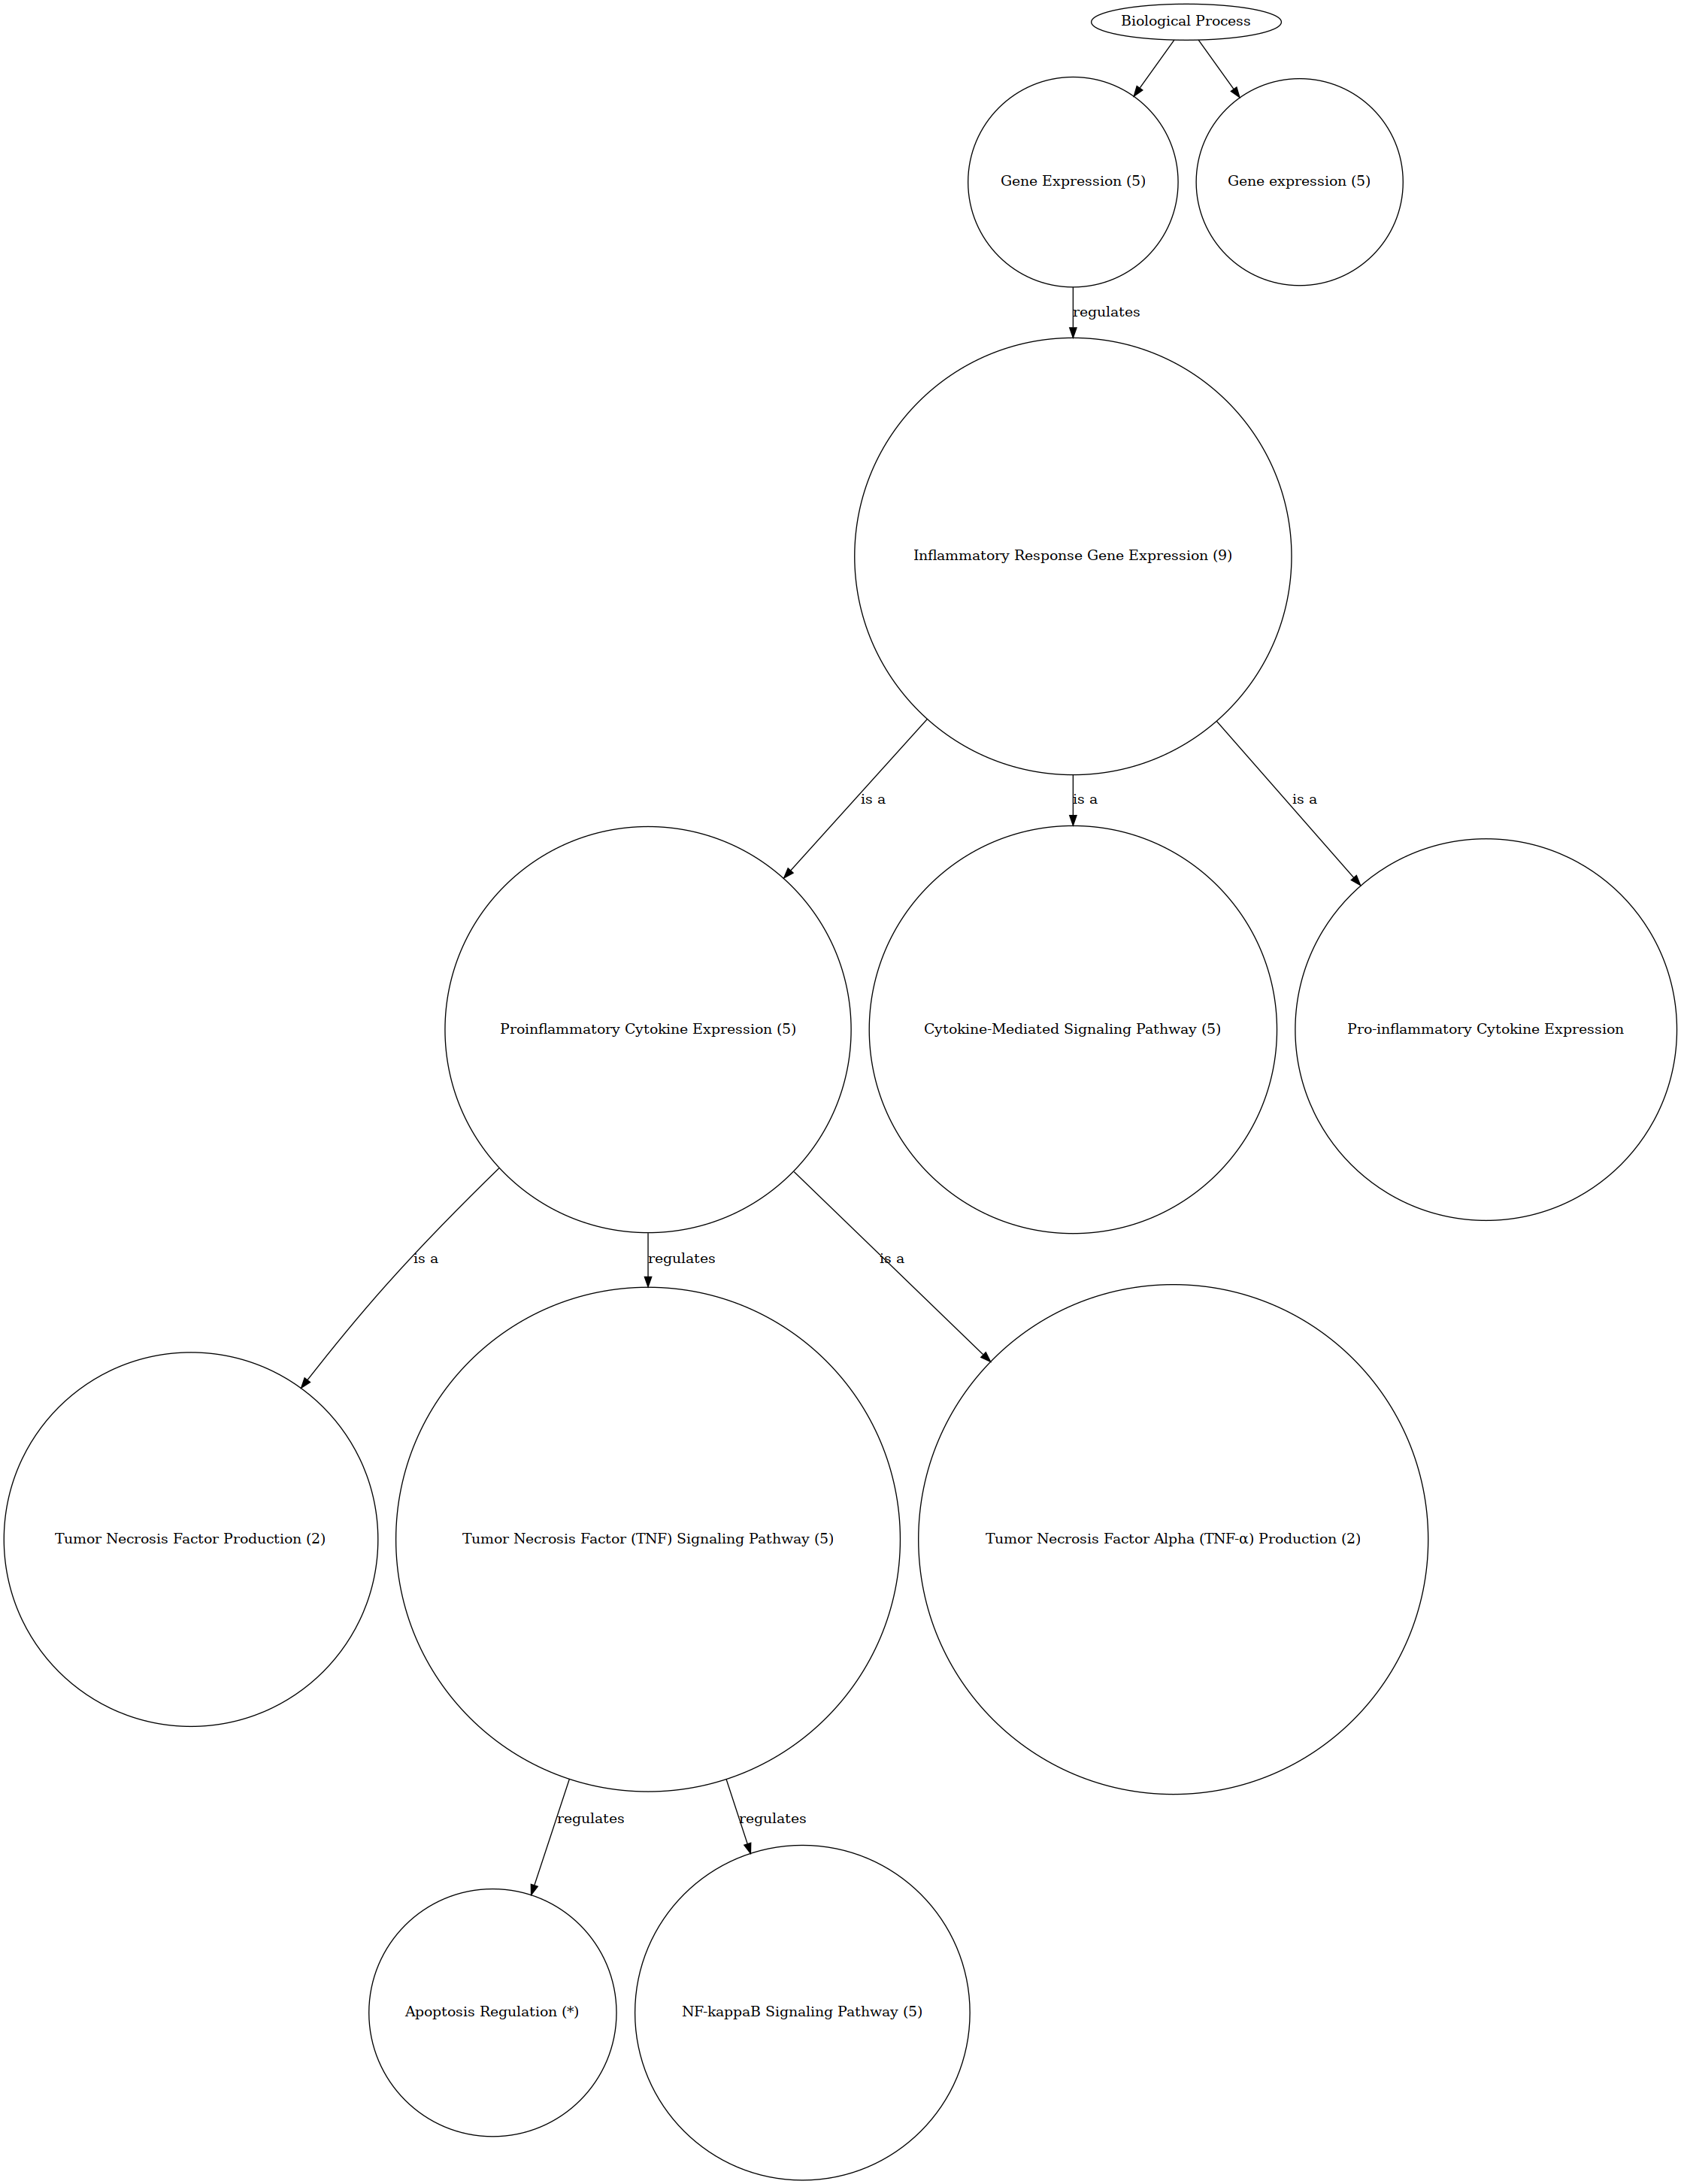 Biological Process
Gene Expression (5)
Gene expression (5)
regulates
Inflammatory Response Gene Expression (9)
is a
is a
is a
Proinflammatory Cytokine Expression (5)
Cytokine-Mediated Signaling Pathway (5)
Pro-inflammatory Cytokine Expression
is a
regulates
is a
Tumor Necrosis Factor Production (2)
Tumor Necrosis Factor (TNF) Signaling Pathway (5)
Tumor Necrosis Factor Alpha (TNF-α) Production (2)
regulates
regulates
Apoptosis Regulation (*)
NF-kappaB Signaling Pathway (5)